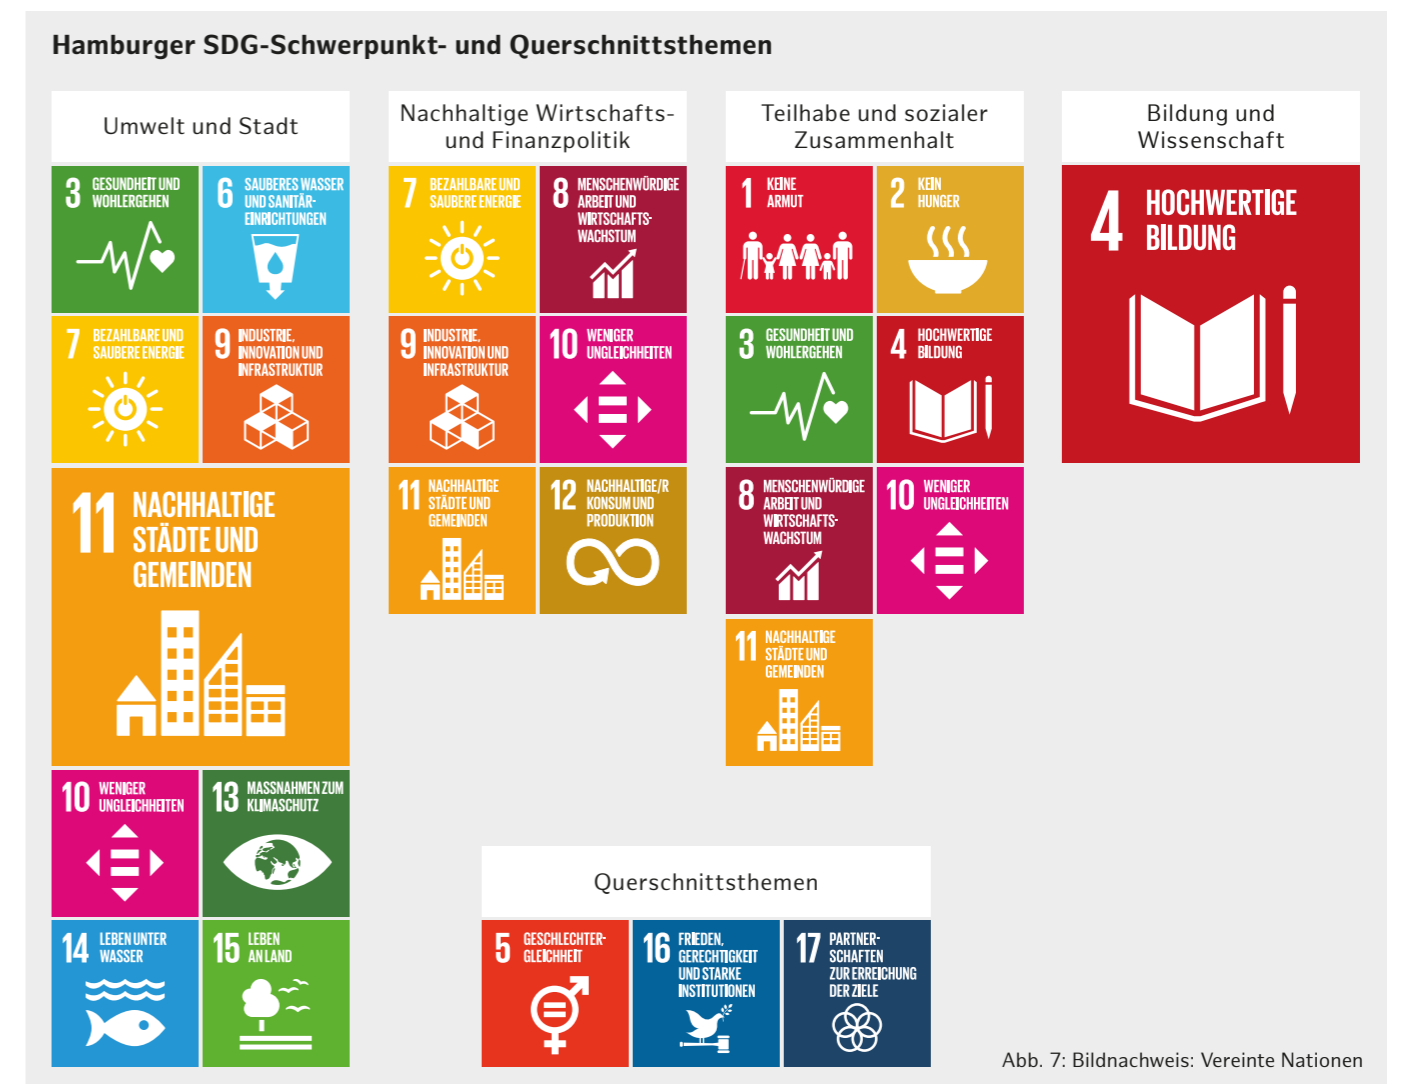 Hamburger SDG-Schwerpunkt- und Querschnittsthemen
Umwelt und Stadt
3 GESUNDHEIT UND
WOHLERGEHEN
6 SAUBERES WASSER
UND SANITÄR-
EINRICHTUNGEN
7 BEZAHLBARE UND
SAUBERE ENERGIE
9 INDUSTRIE,
INNOVATION UND
INFRASTRUKTUR
11 NACHHALTIGE
STÄDTE UND
GEMEINDEN
10 WENIGER
UNGLEICHHEITEN
13 MASSNAHMEN ZUM
KLIMASCHUTZ
14 LEBEN UNTER
WASSER
15 LEBEN
AN LAND
Nachhaltige Wirtschafts-
und Finanzpolitik
7 BEZAHLBARE UND
SAUBERE ENERGIE
8 MENSCHENWÜRDIGE
ARBEIT UND
WIRTSCHAFTS-
WACHSTUM
9 INDUSTRIE,
INNOVATION UND
INFRASTRUKTUR
10 WENIGER
UNGLEICHHEITEN
11 NACHHALTIGE
STÄDTE UND
GEMEINDEN
12 NACHHALTIGE/R
KONSUM UND
PRODUKTION
Teilhabe und sozialer
Zusammenhalt
1 KEINE
ARMUT
2 KEIN
HUNGER
3 GESUNDHEIT UND
WOHLERGEHEN
4 HOCHWERTIGE
BILDUNG
8 MENSCHENWÜRDIGE
ARBEIT UND
WIRTSCHAFTS-
WACHSTUM
10 WENIGER
UNGLEICHHEITEN
11 NACHHALTIGE
STÄDTE UND
GEMEINDEN
Bildung und
Wissenschaft
4 HOCHWERTIGE
BILDUNG
Querschnittsthemen
5 GESCHLECHTER-
GLEICHHEIT
16 FRIEDEN,
GERECHTIGKEIT
UND STARKE
INSTITUTIONEN
17 PARTNER-
SCHAFTEN
ZUR ERREICHUNG
DER ZIELE
Abb. 7: Bildnachweis: Vereinte Nationen